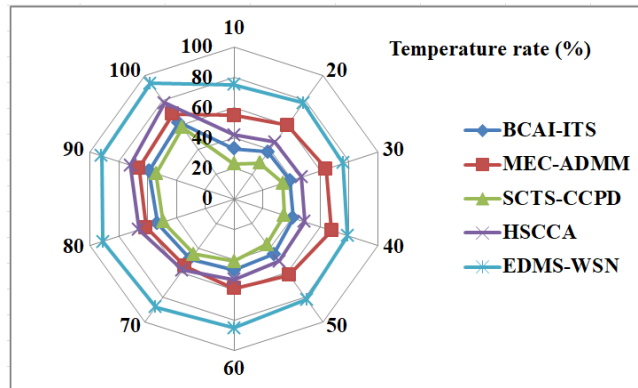 10
100
Temperature rate (%)
100
20
80
60
40
20
0
90
30
80
40
70
50
60
BCAI-ITS
MEC-ADMM
SCTS-CCPD
HSCCA
EDMS-WSN